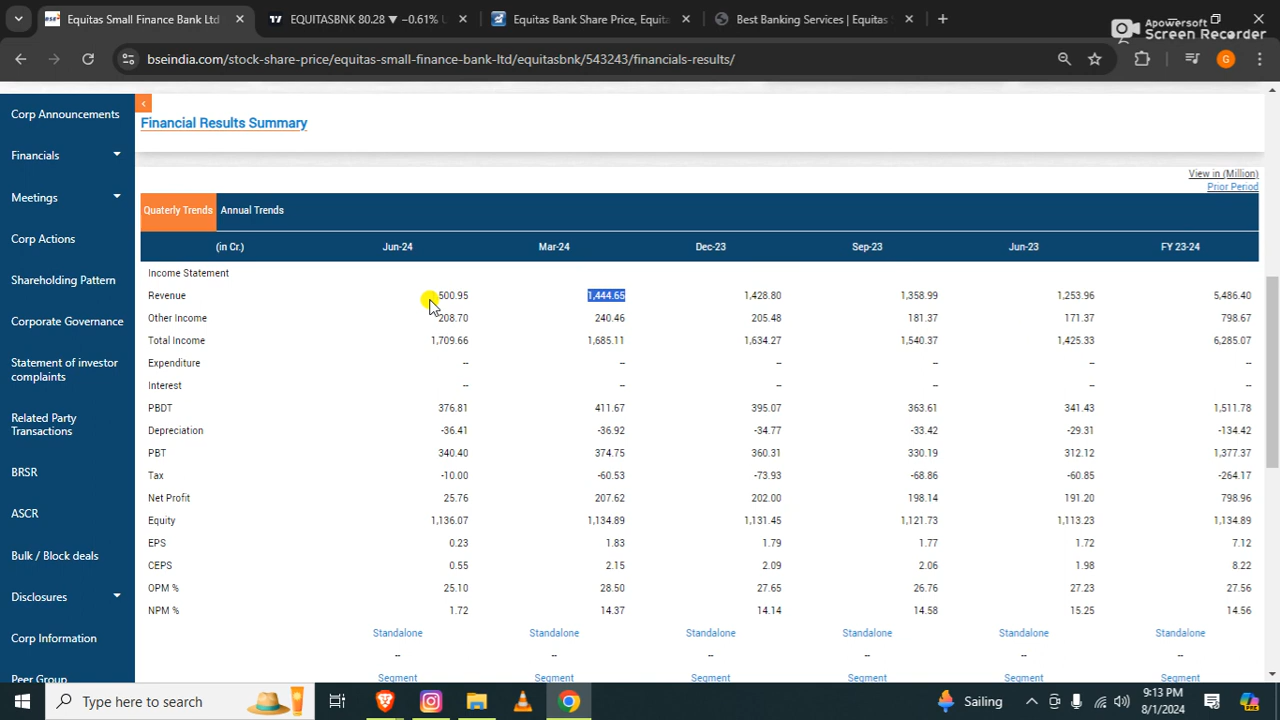 Equitas Small Finance Bank Ltd
EQUITASBNK 80.28 ▼ −0.61% U
Equitas Bank Share Price, Equita
Best Banking Services | Equitas
Apowersoft
Screen Recorder
bseindia.com/stock-share-price/equitas-small-finance-bank-ltd/equitasbnk/543243/financials-results/
G
Corp Announcements
Financials
Meetings
Corp Actions
Shareholding Pattern
Corporate Governance
Statement of investor
complaints
Related Party
Transactions
BRSR
ASCR
Bulk / Block deals
Disclosures
Corp Information
Peer Group
Financial Results Summary
View in (Million)
Prior Period
Quaterly Trends Annual Trends
(in Cr.) Jun-24 Mar-24 Dec-23 Sep-23 Jun-23 FY 23-24
Income Statement
Revenue 500.95 1,444.65 1,428.80 1,358.99 1,253.96 5,486.40
Other Income 208.70 240.46 205.48 181.37 171.37 798.67
Total Income 1,709.66 1,685.11 1,634.27 1,540.37 1,425.33 6,285.07
Expenditure -- -- -- -- -- --
Interest -- -- -- -- -- --
PBDT 376.81 411.67 395.07 363.61 341.43 1,511.78
Depreciation -36.41 -36.92 -34.77 -33.42 -29.31 -134.42
PBT 340.40 374.75 360.31 330.19 312.12 1,377.37
Tax -10.00 -60.53 -73.93 -68.86 -60.85 -264.17
Net Profit 25.76 207.62 202.00 198.14 191.20 798.96
Equity 1,136.07 1,134.89 1,131.45 1,121.73 1,113.23 1,134.89
EPS 0.23 1.83 1.79 1.77 1.72 7.12
CEPS 0.55 2.15 2.09 2.06 1.98 8.22
OPM % 25.10 28.50 27.65 26.76 27.23 27.56
NPM % 1.72 14.37 14.14 14.58 15.25 14.56
Standalone Standalone Standalone Standalone Standalone Standalone
-- -- -- -- -- --
Segment Segment Segment Segment Segment Segment
Type here to search
Sailing
9:13 PM
8/1/2024